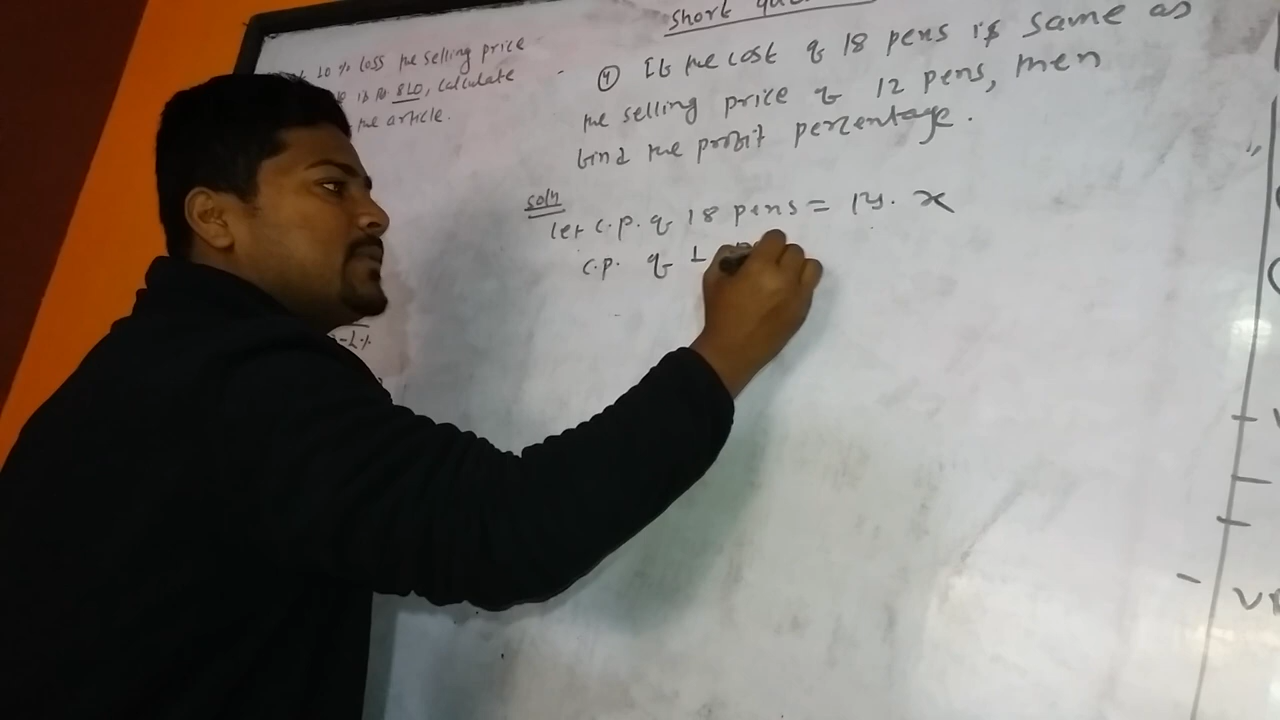 Short
10 % loss the selling price
is Rs 810, calculate
the article.
④ If the cost of 18 pens is same as
the selling price of 12 pens, then
find the profit percentage.
Soln
let c.p. of 18 pens = Rs. x
c.p. of 1